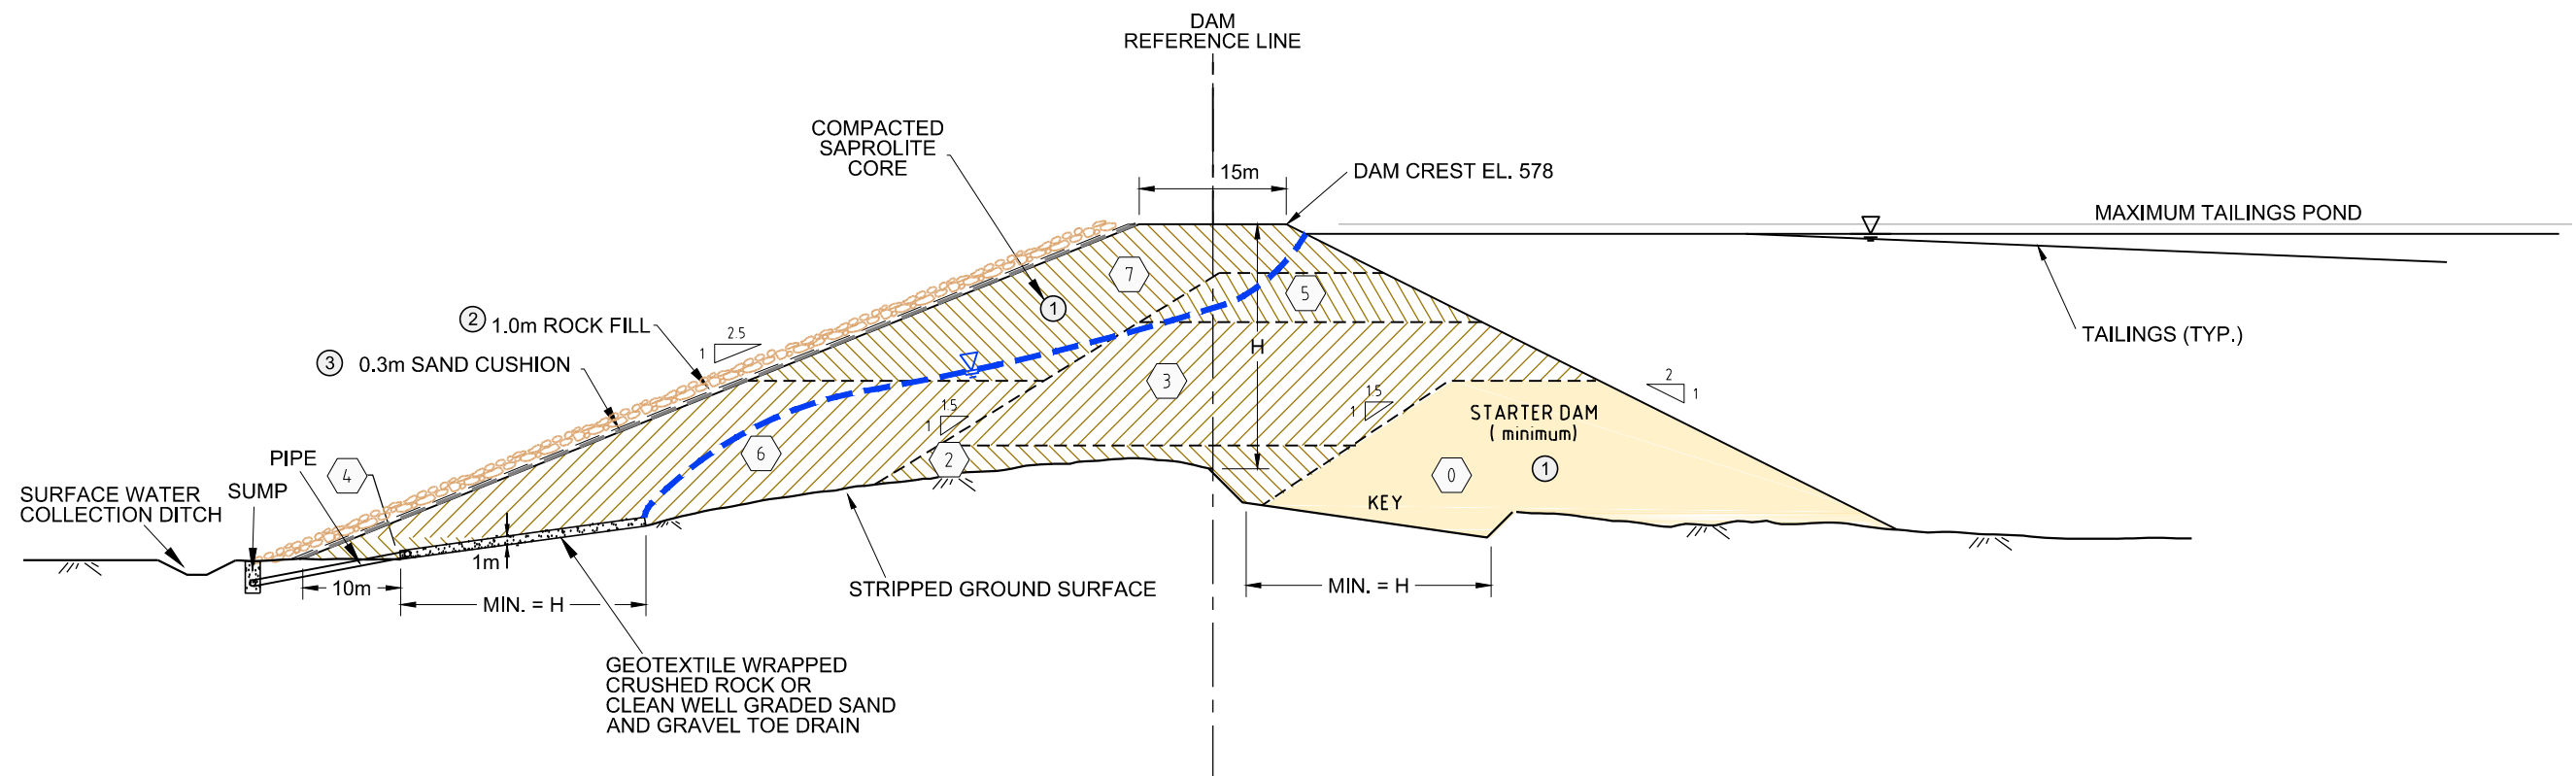 DAM
REFERENCE LINE
COMPACTED
SAPROLITE
CORE
15m
DAM CREST EL. 578
MAXIMUM TAILINGS POND
7
5
1
2 1.0m ROCK FILL
2.5
1
TAILINGS (TYP.)
3 0.3m SAND CUSHION
H
3
1.5
1
2
1
1.5
1
STARTER DAM
( minimum)
6
2
PIPE
4
0
1
SURFACE WATER
COLLECTION DITCH
SUMP
KEY
1m
10m
MIN. = H
STRIPPED GROUND SURFACE
MIN. = H
GEOTEXTILE WRAPPED
CRUSHED ROCK OR
CLEAN WELL GRADED SAND
AND GRAVEL TOE DRAIN